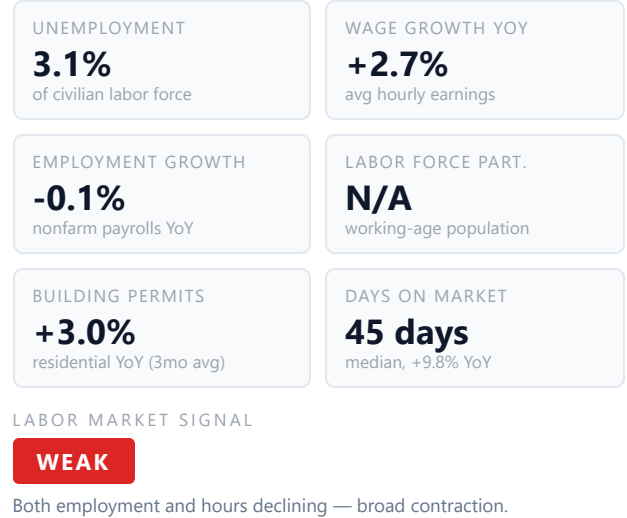 UNEMPLOYMENT
3.1%
of civilian labor force
WAGE GROWTH YOY
+2.7%
avg hourly earnings
EMPLOYMENT GROWTH
-0.1%
nonfarm payrolls YoY
LABOR FORCE PART.
N/A
working-age population
BUILDING PERMITS
+3.0%
residential YoY (3mo avg)
DAYS ON MARKET
45 days
median, +9.8% YoY
LABOR MARKET SIGNAL
WEAK
Both employment and hours declining — broad contraction.